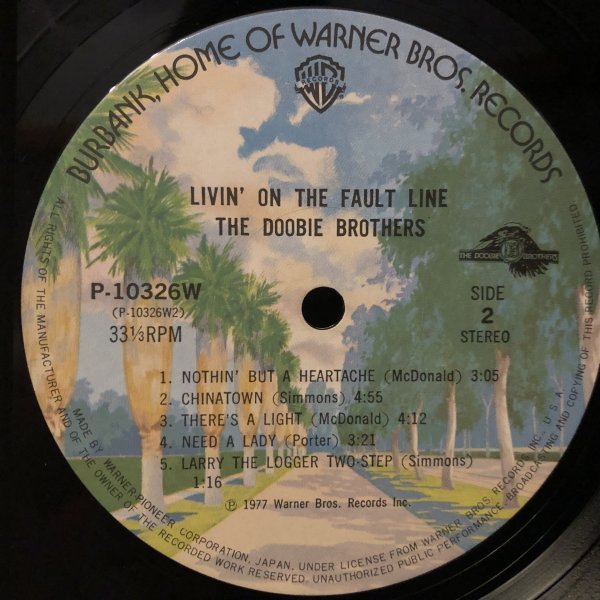 BURBANK, HOME OF WARNER BROS. RECORDS
WB
RECORDS
LIVIN' ON THE FAULT LINE
THE DOOBIE BROTHERS
THE DOOBIE BROTHERS
P-10326W
(P-10326W2)
33⅓RPM
SIDE
2
STEREO
1. NOTHIN' BUT A HEARTACHE (McDonald) 3:05
2. CHINATOWN (Simmons) 4:55
3. THERE'S A LIGHT (McDonald) 4:12
4. NEED A LADY (Porter) 3:21
5. LARRY THE LOGGER TWO-STEP (Simmons)
1:16
Ⓟ 1977 Warner Bros. Records Inc.
MADE BY WARNER-PIONEER CORPORATION, JAPAN, UNDER LICENSE FROM WARNER BROS. RECORDS INC., U.S.A.
ALL RIGHTS OF THE MANUFACTURER AND OF THE OWNER OF THE RECORDED WORK RESERVED. UNAUTHORIZED PUBLIC PERFORMANCE, BROADCASTING AND COPYING OF THIS RECORD PROHIBITED